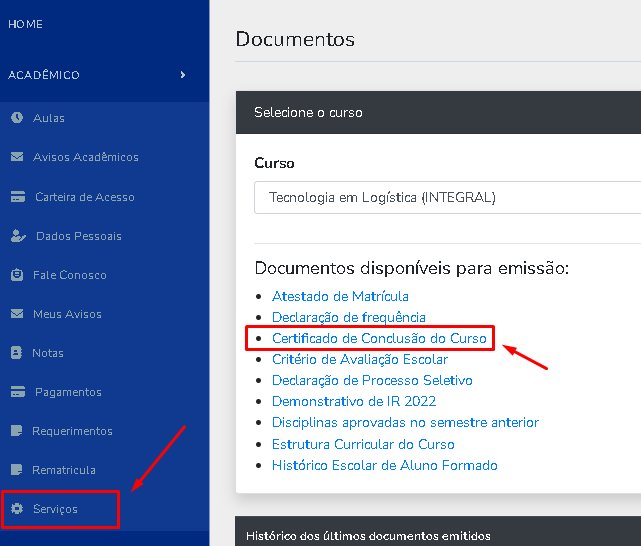 HOME
ACADÊMICO
Aulas
Avisos Acadêmicos
Carteira de Acesso
Dados Pessoais
Fale Conosco
Meus Avisos
Notas
Pagamentos
Requerimentos
Rematricula
Serviços
Documentos
Selecione o curso
Curso
Tecnologia em Logística (INTEGRAL)
Documentos disponíveis para emissão:
Atestado de Matrícula
Declaração de frequência
Certificado de Conclusão do Curso
Critério de Avaliação Escolar
Declaração de Processo Seletivo
Demonstrativo de IR 2022
Disciplinas aprovadas no semestre anterior
Estrutura Curricular do Curso
Histórico Escolar de Aluno Formado
Histórico dos últimos documentos emitidos